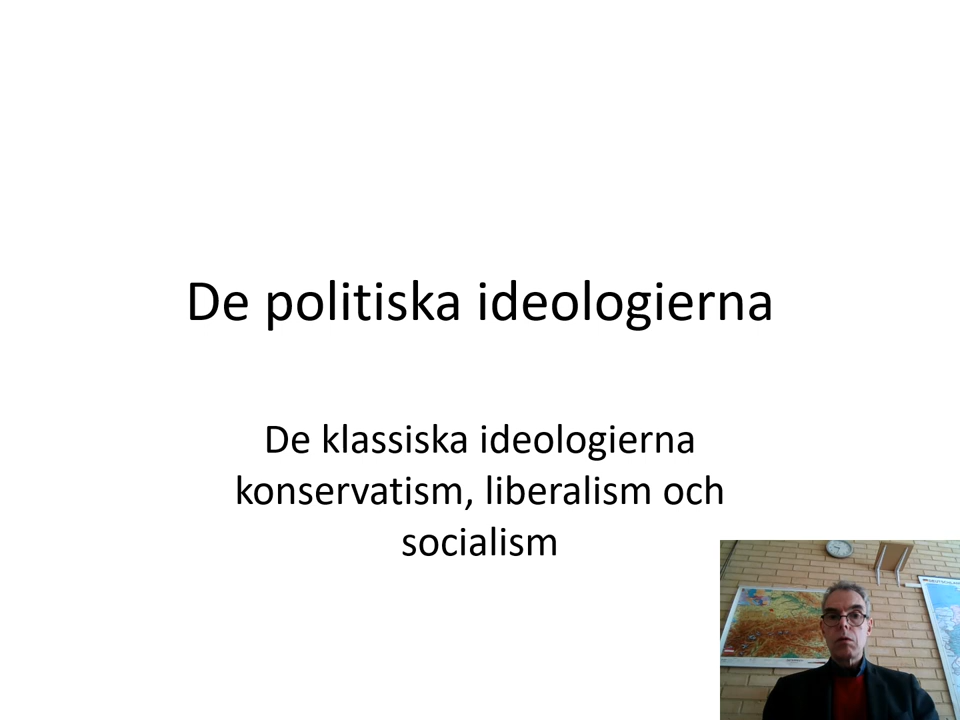 De politiska ideologierna
De klassiska ideologierna
konservatism, liberalism och
socialism